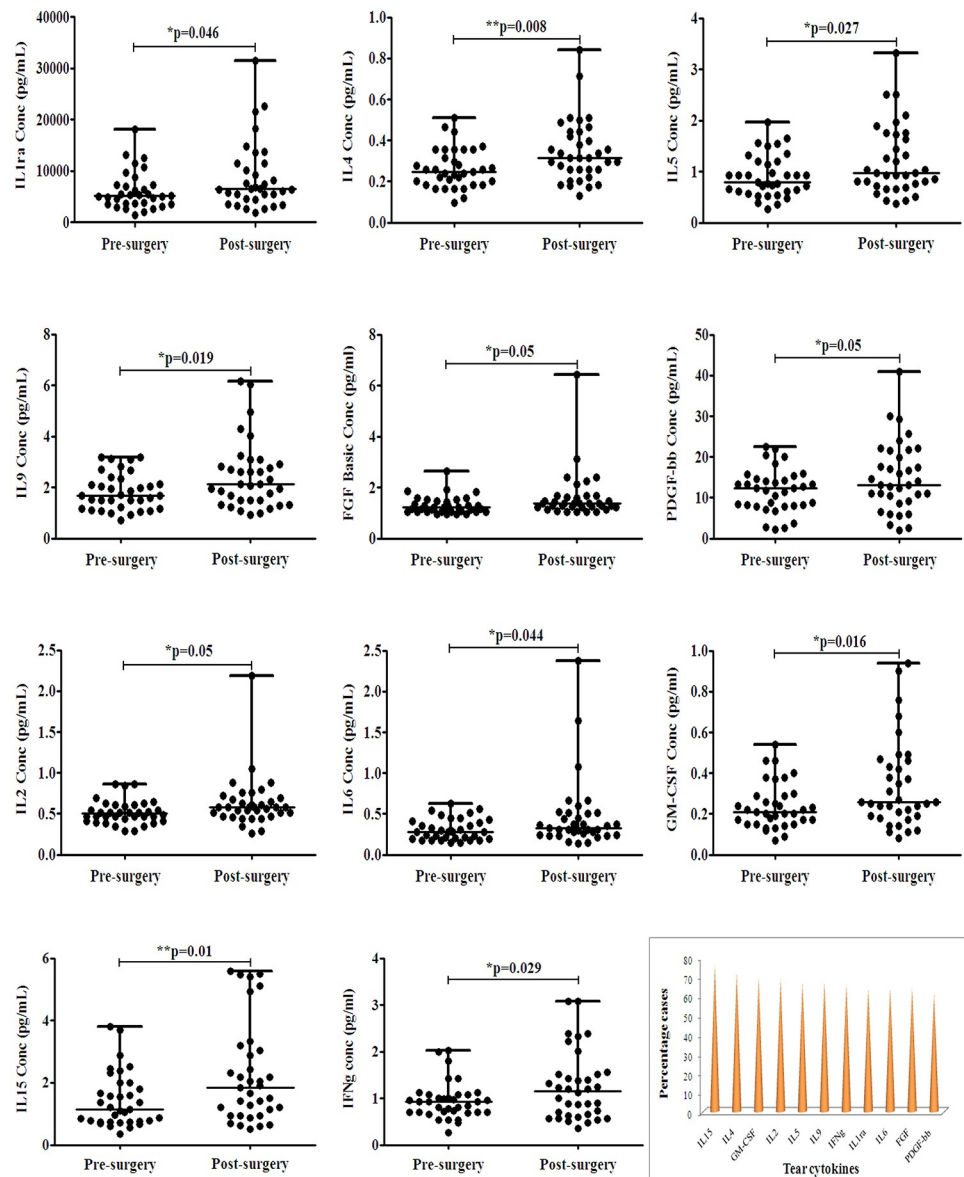 *p=0.046
IL1ra Conc (pg/mL)
40000
30000
20000
10000
0
Pre-surgery Post-surgery
**p=0.008
IL4 Conc (pg/mL)
1.0
0.8
0.6
0.4
0.2
0.0
Pre-surgery Post-surgery
*p=0.027
IL5 Conc (pg/mL)
4
3
2
1
0
Pre-surgery Post-surgery
*p=0.019
IL9 Conc (pg/mL)
8
6
4
2
0
Pre-surgery Post-surgery
*p=0.05
FGF Basic Conc (pg/ml)
8
6
4
2
0
Pre-surgery Post-surgery
*p=0.05
PDGF-bb Conc (pg/mL)
50
40
30
20
10
0
Pre-surgery Post-surgery
*p=0.05
IL2 Conc (pg/mL)
2.5
2.0
1.5
1.0
0.5
0.0
Pre-surgery Post-surgery
*p=0.044
IL6 Conc (pg/mL)
2.5
2.0
1.5
1.0
0.5
0.0
Pre-surgery Post-surgery
*p=0.016
GM-CSF Conc (pg/ml)
1.0
0.8
0.6
0.4
0.2
0.0
Pre-surgery Post-surgery
**p=0.01
IL15 Conc (pg/mL)
6
4
2
0
Pre-surgery Post-surgery
*p=0.029
IFNg conc (pg/ml)
4
3
2
1
0
Pre-surgery Post-surgery
Percentage cases
80
70
60
50
40
30
20
10
0
IL15 IL4 GM-CSF IL2 IL5 IL9 IFNg IL1ra IL6 FGF PDGF-bb
Tear cytokines